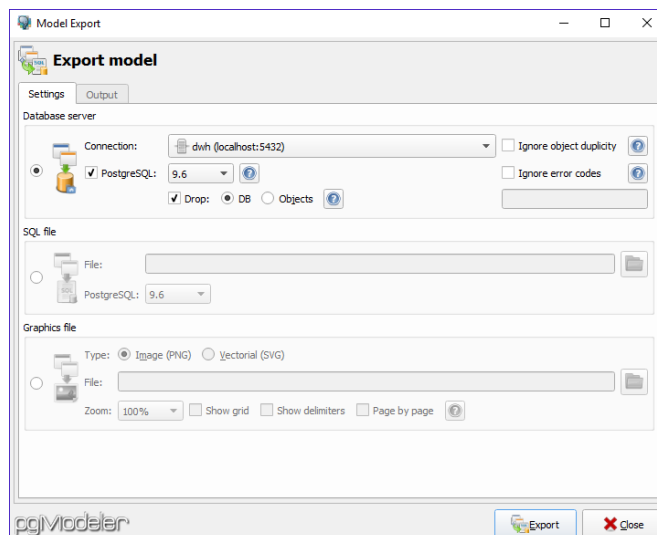 Model Export
Export model
Settings Output
Database server
Connection: dwh (localhost:5432) Ignore object duplicity
PostgreSQL: 9.6 Ignore error codes
Drop: DB Objects
SQL file
File:
PostgreSQL: 9.6
Graphics file
Type: Image (PNG) Vectorial (SVG)
File:
Zoom: 100% Show grid Show delimiters Page by page
pgModeler Export Close